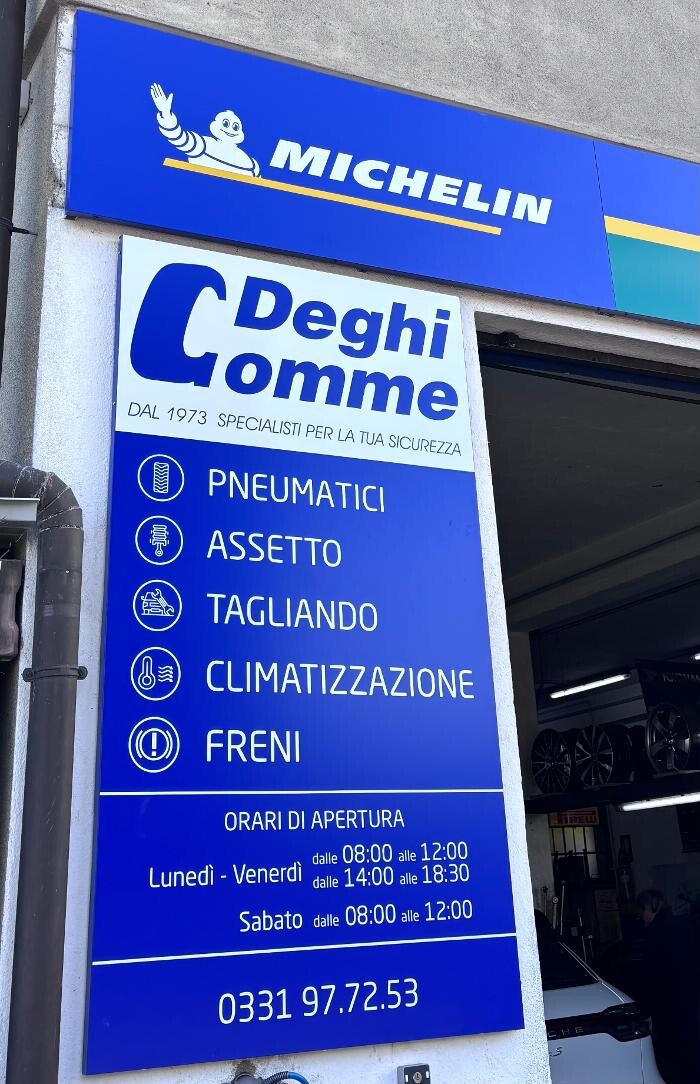 MICHELIN
Deghi
Gomme
DAL 1973 SPECIALISTI PER LA TUA SICUREZZA
PNEUMATICI
ASSETTO
TAGLIANDO
CLIMATIZZAZIONE
FRENI
ORARI DI APERTURA
Lunedì - Venerdì dalle 08:00 alle 12:00
dalle 14:00 alle 18:30
Sabato dalle 08:00 alle 12:00
0331 97.72.53
PIRELLI